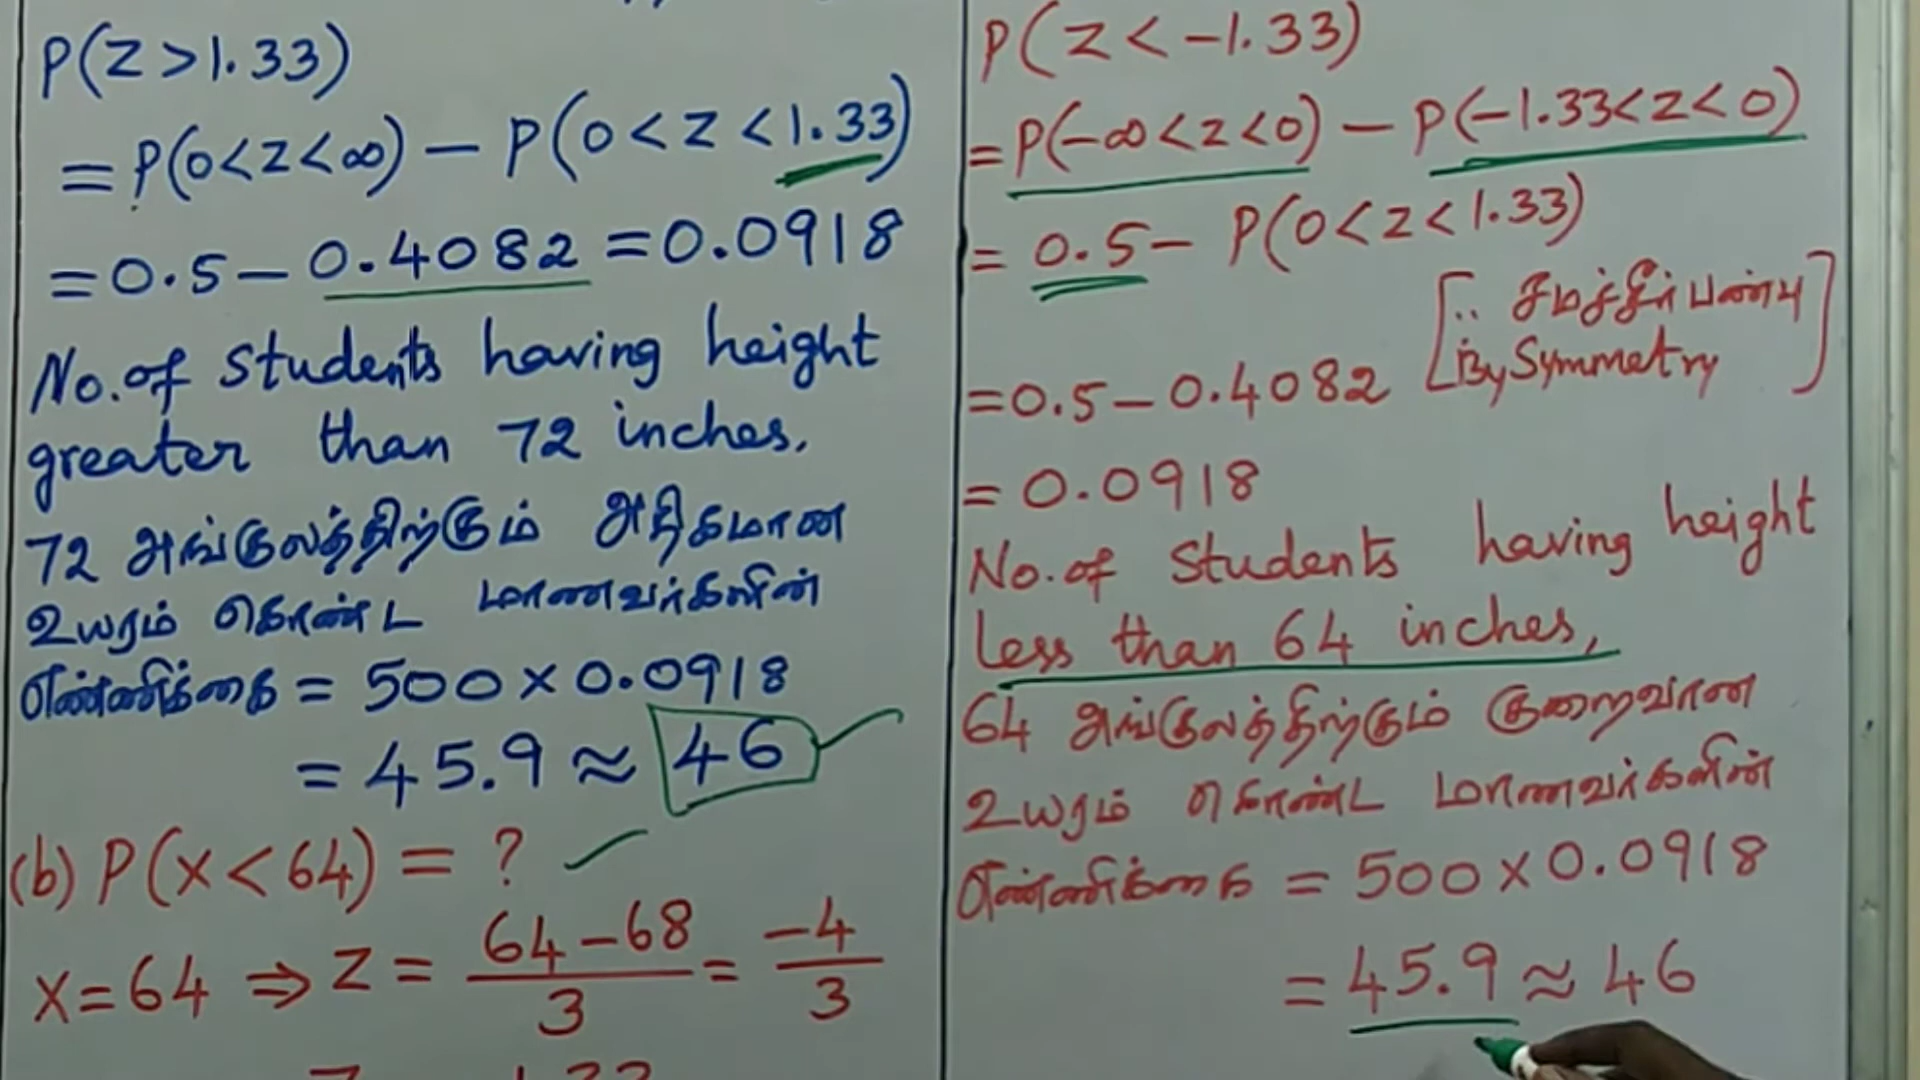 P(Z>1.33)
=P(0<Z<∞) − P(0<Z<1.33)
=0.5−0.4082=0.0918
No. of Students having height
greater than 72 inches,
72 அங்குலத்திற்கும் அதிகமான
உயரம் கொண்ட மாணவர்களின்
எண்ணிக்கை = 500×0.0918
= 45.9 ≈ 46
(b) P(x<64) = ?
x=64 ⇒ Z = (64−68)/3 = −4/3
P(Z<−1.33)
=P(−∞<Z<0) − P(−1.33<Z<0)
= 0.5 − P(0<Z<1.33)
[∵ சமச்சீர் பண்பு
By Symmetry]
=0.5−0.4082
= 0.0918
No. of Students having height
less than 64 inches,
64 அங்குலத்திற்கும் குறைவான
உயரம் கொண்ட மாணவர்களின்
எண்ணிக்கை = 500×0.0918
= 45.9 ≈ 46